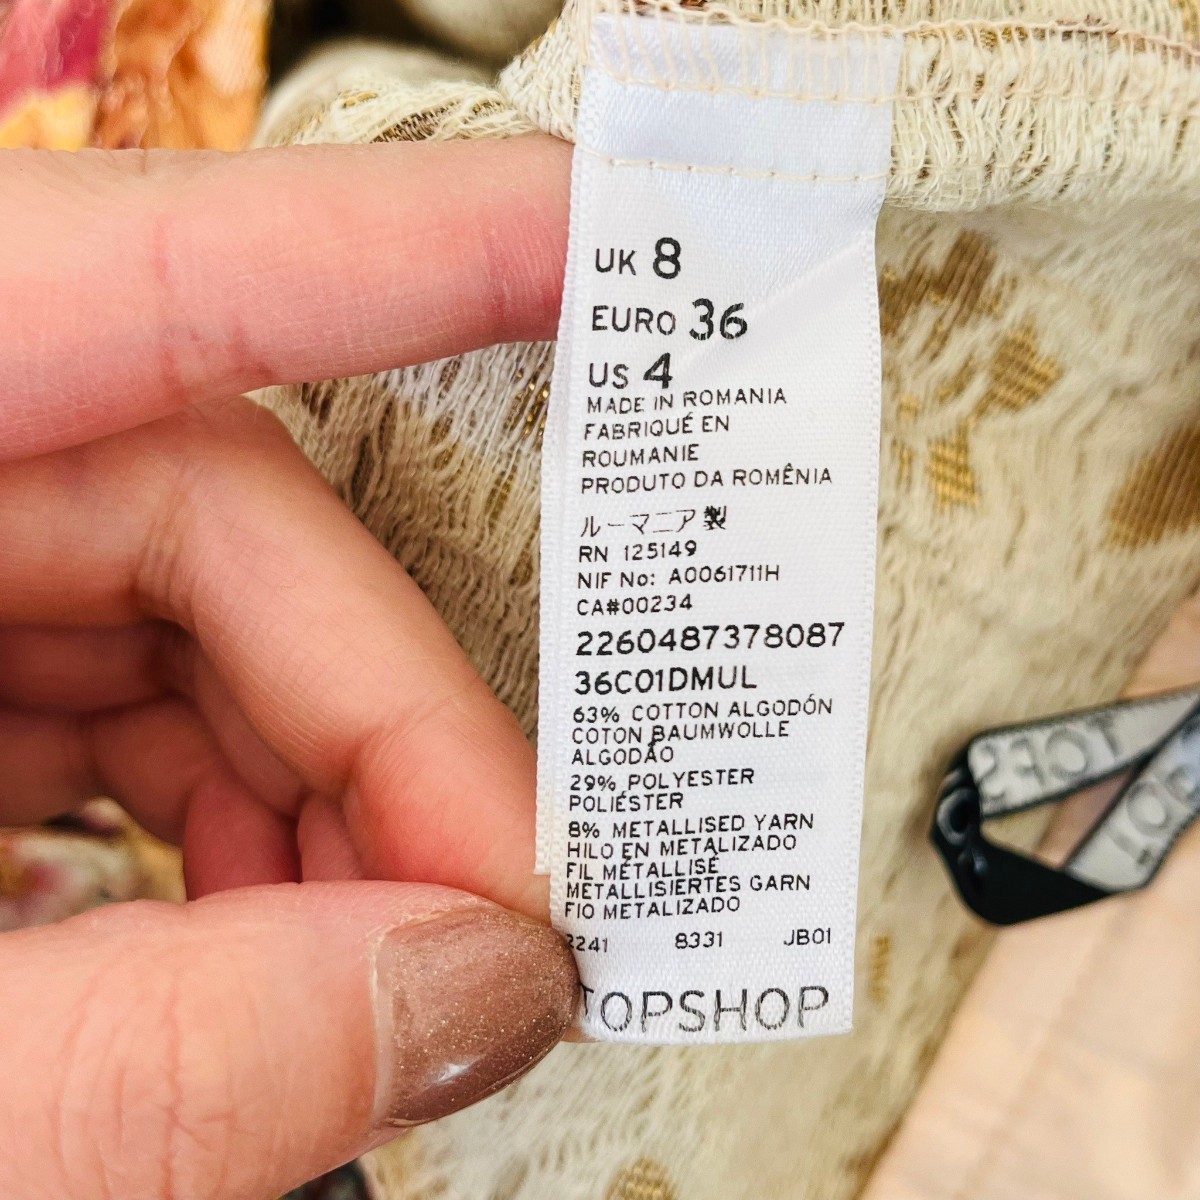 UK 8
EURO 36
US 4
MADE IN ROMANIA
FABRIQUÉ EN
ROUMANIE
PRODUTO DA ROMÊNIA
ルーマニア製
RN 125149
NIF No: A0061711H
CA#00234
2260487378087
36C01DMUL
63% COTTON ALGODÓN
COTON BAUMWOLLE
ALGODÃO
29% POLYESTER
POLIÉSTER
8% METALLISED YARN
HILO EN METALIZADO
FIL MÉTALLISÉ
METALLISIERTES GARN
FIO METALIZADO
2241 8331 JB01
TOPSHOP